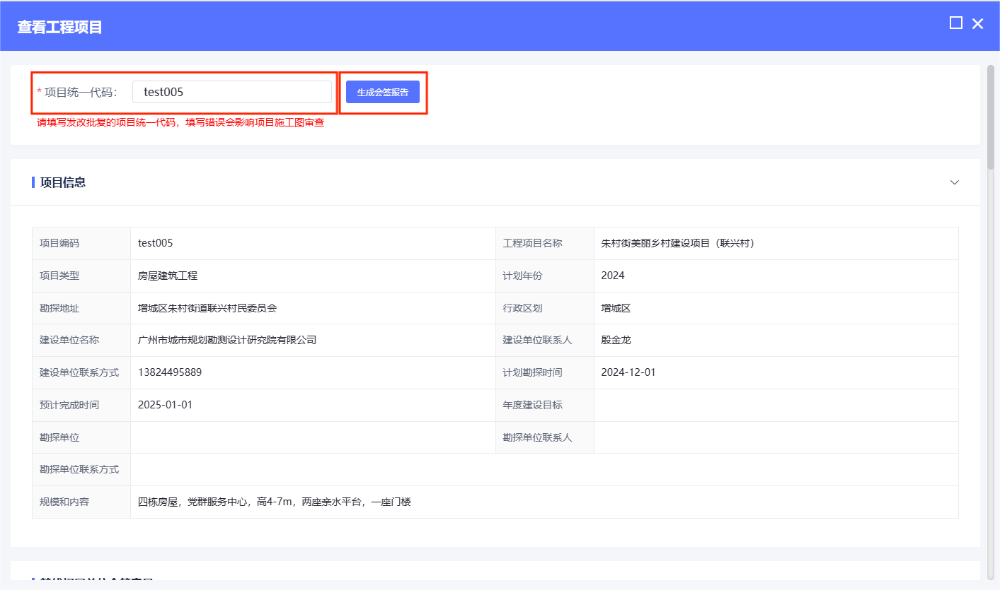 查看工程项目
* 项目统一代码： test005 生成会签报告
请填写发改批复的项目统一代码，填写错误会影响项目施工图审查
项目信息
项目编码 test005 工程项目名称 朱村街美丽乡村建设项目（联兴村）
项目类型 房屋建筑工程 计划年份 2024
勘探地址 增城区朱村街道联兴村民委员会 行政区划 增城区
建设单位名称 广州市城市规划勘测设计研究院有限公司 建设单位联系人 殷金龙
建设单位联系方式 13824495889 计划勘探时间 2024-12-01
预计完成时间 2025-01-01 年度建设目标
勘探单位 勘探单位联系人
勘探单位联系方式
规模和内容 四栋房屋，党群服务中心，高4-7m，两座亲水平台，一座门楼